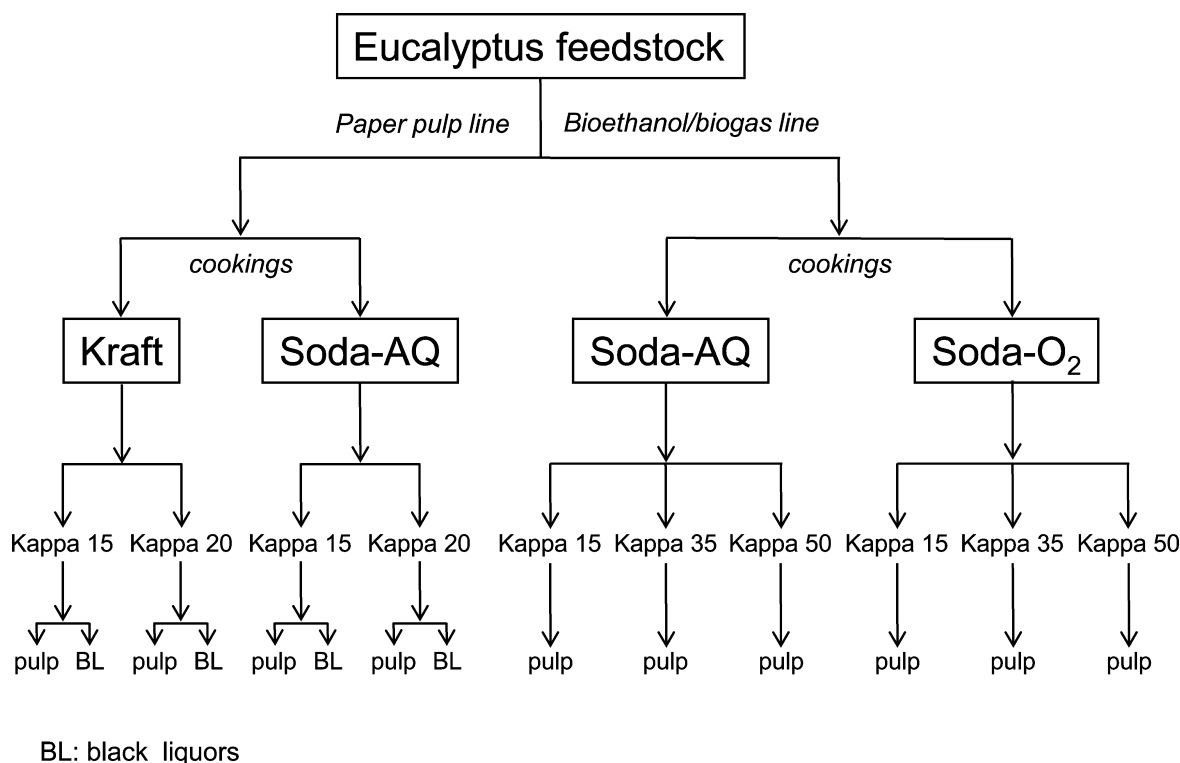 Eucalyptus feedstock
Paper pulp line
Bioethanol/biogas line
cookings
cookings
Kraft
Soda-AQ
Soda-AQ
Soda-O₂
Kappa 15
Kappa 20
Kappa 15
Kappa 20
Kappa 15
Kappa 35
Kappa 50
Kappa 15
Kappa 35
Kappa 50
pulp
BL
pulp
BL
pulp
BL
pulp
BL
pulp
pulp
pulp
pulp
pulp
pulp
BL: black liquors